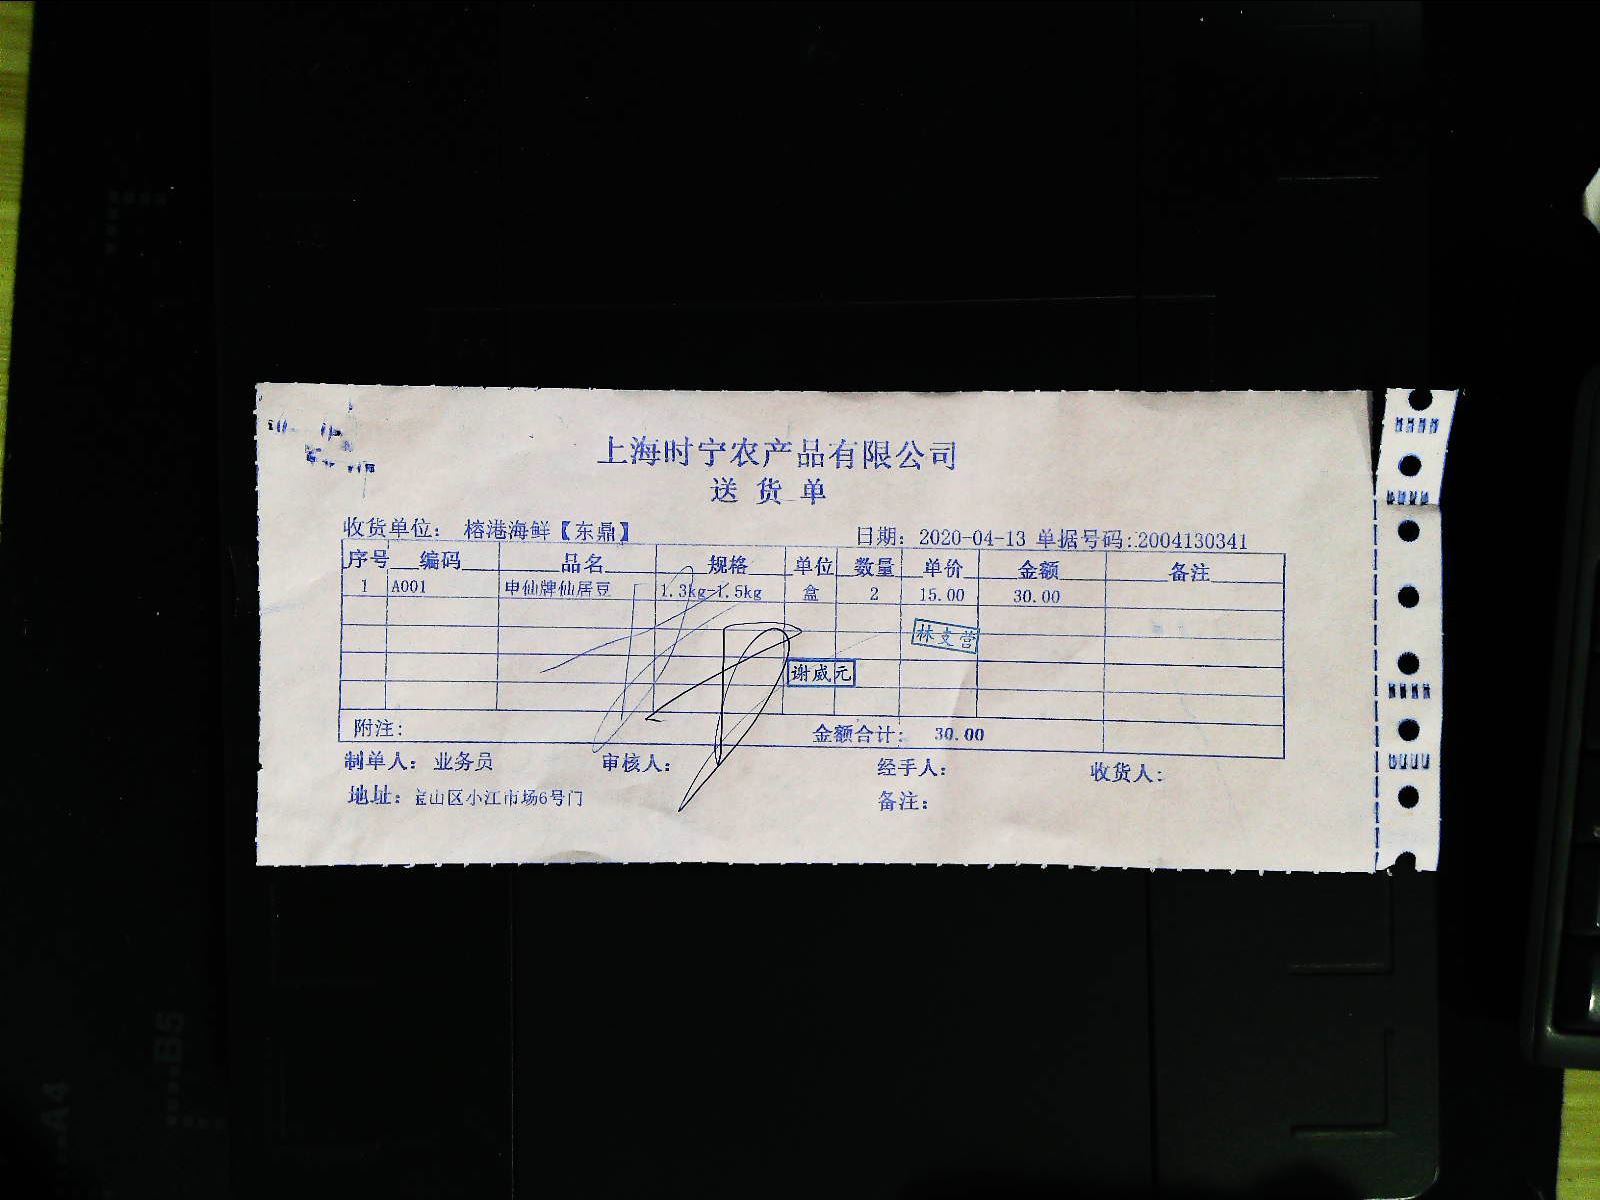 上海时宁农产品有限公司
送货单
收货单位: 榕港海鲜【东鼎】 日期: 2020-04-13 单据号码:2004130341
序号 编码 品名 规格 单位 数量 单价 金额 备注
1 A001 申仙牌仙居豆 1.3kg-1.5kg 盒 2 15.00 30.00
林支营
谢威元
附注: 金额合计: 30.00
制单人: 业务员 审核人: 经手人: 收货人:
地址: 宝山区小江市场6号门 备注:
B5
A4